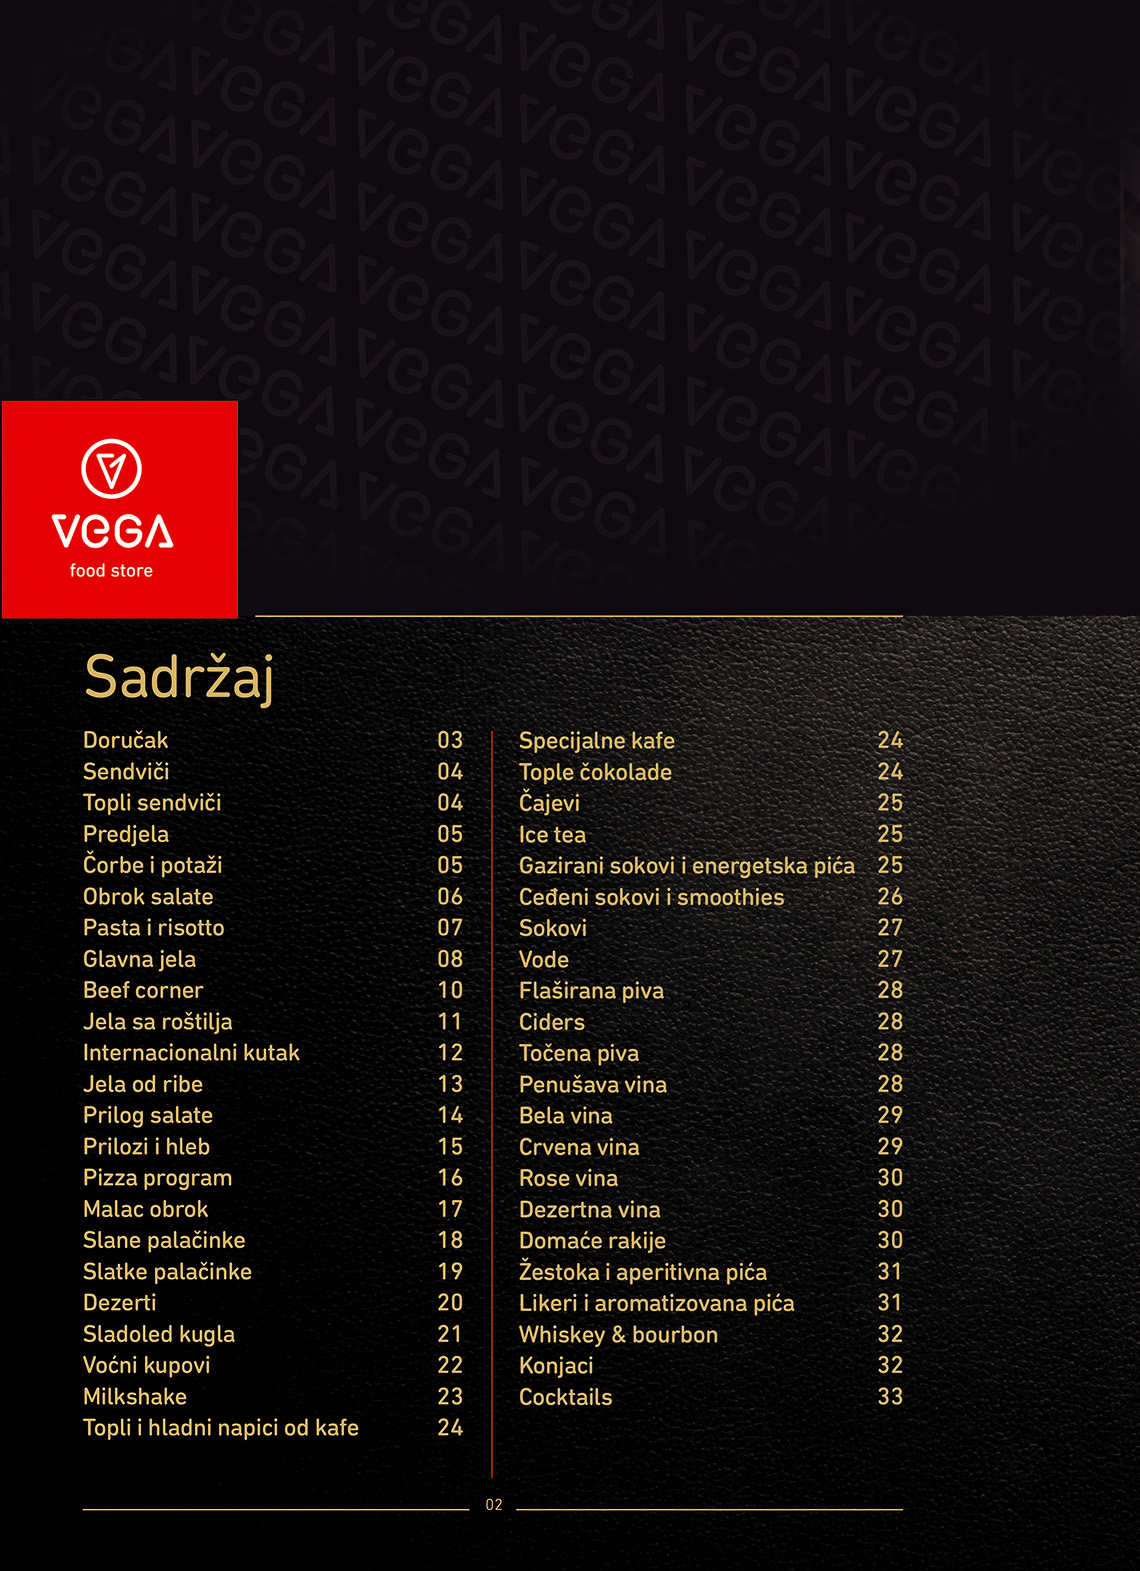 VEGA
food store
Sadržaj
Doručak 03
Sendviči 04
Topli sendviči 04
Predjela 05
Čorbe i potaži 05
Obrok salate 06
Pasta i risotto 07
Glavna jela 08
Beef corner 10
Jela sa roštilja 11
Internacionalni kutak 12
Jela od ribe 13
Prilog salate 14
Prilozi i hleb 15
Pizza program 16
Malac obrok 17
Slane palačinke 18
Slatke palačinke 19
Dezerti 20
Sladoled kugla 21
Voćni kupovi 22
Milkshake 23
Topli i hladni napici od kafe 24
Specijalne kafe 24
Tople čokolade 24
Čajevi 25
Ice tea 25
Gazirani sokovi i energetska pića 25
Ceđeni sokovi i smoothies 26
Sokovi 27
Vode 27
Flaširana piva 28
Ciders 28
Točena piva 28
Penušava vina 28
Bela vina 29
Crvena vina 29
Rose vina 30
Dezertna vina 30
Domaće rakije 30
Žestoka i aperitivna pića 31
Likeri i aromatizovana pića 31
Whiskey & bourbon 32
Konjaci 32
Cocktails 33
02